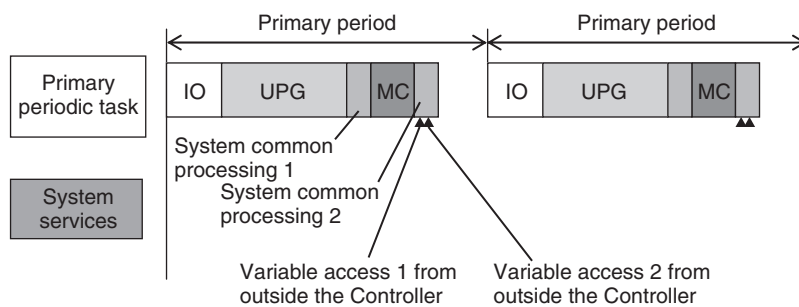 Primary period
Primary period
Primary
periodic task
IO
UPG
MC
IO
UPG
MC
System common
processing 1
System common
processing 2
System
services
Variable access 1 from
outside the Controller
Variable access 2 from
outside the Controller